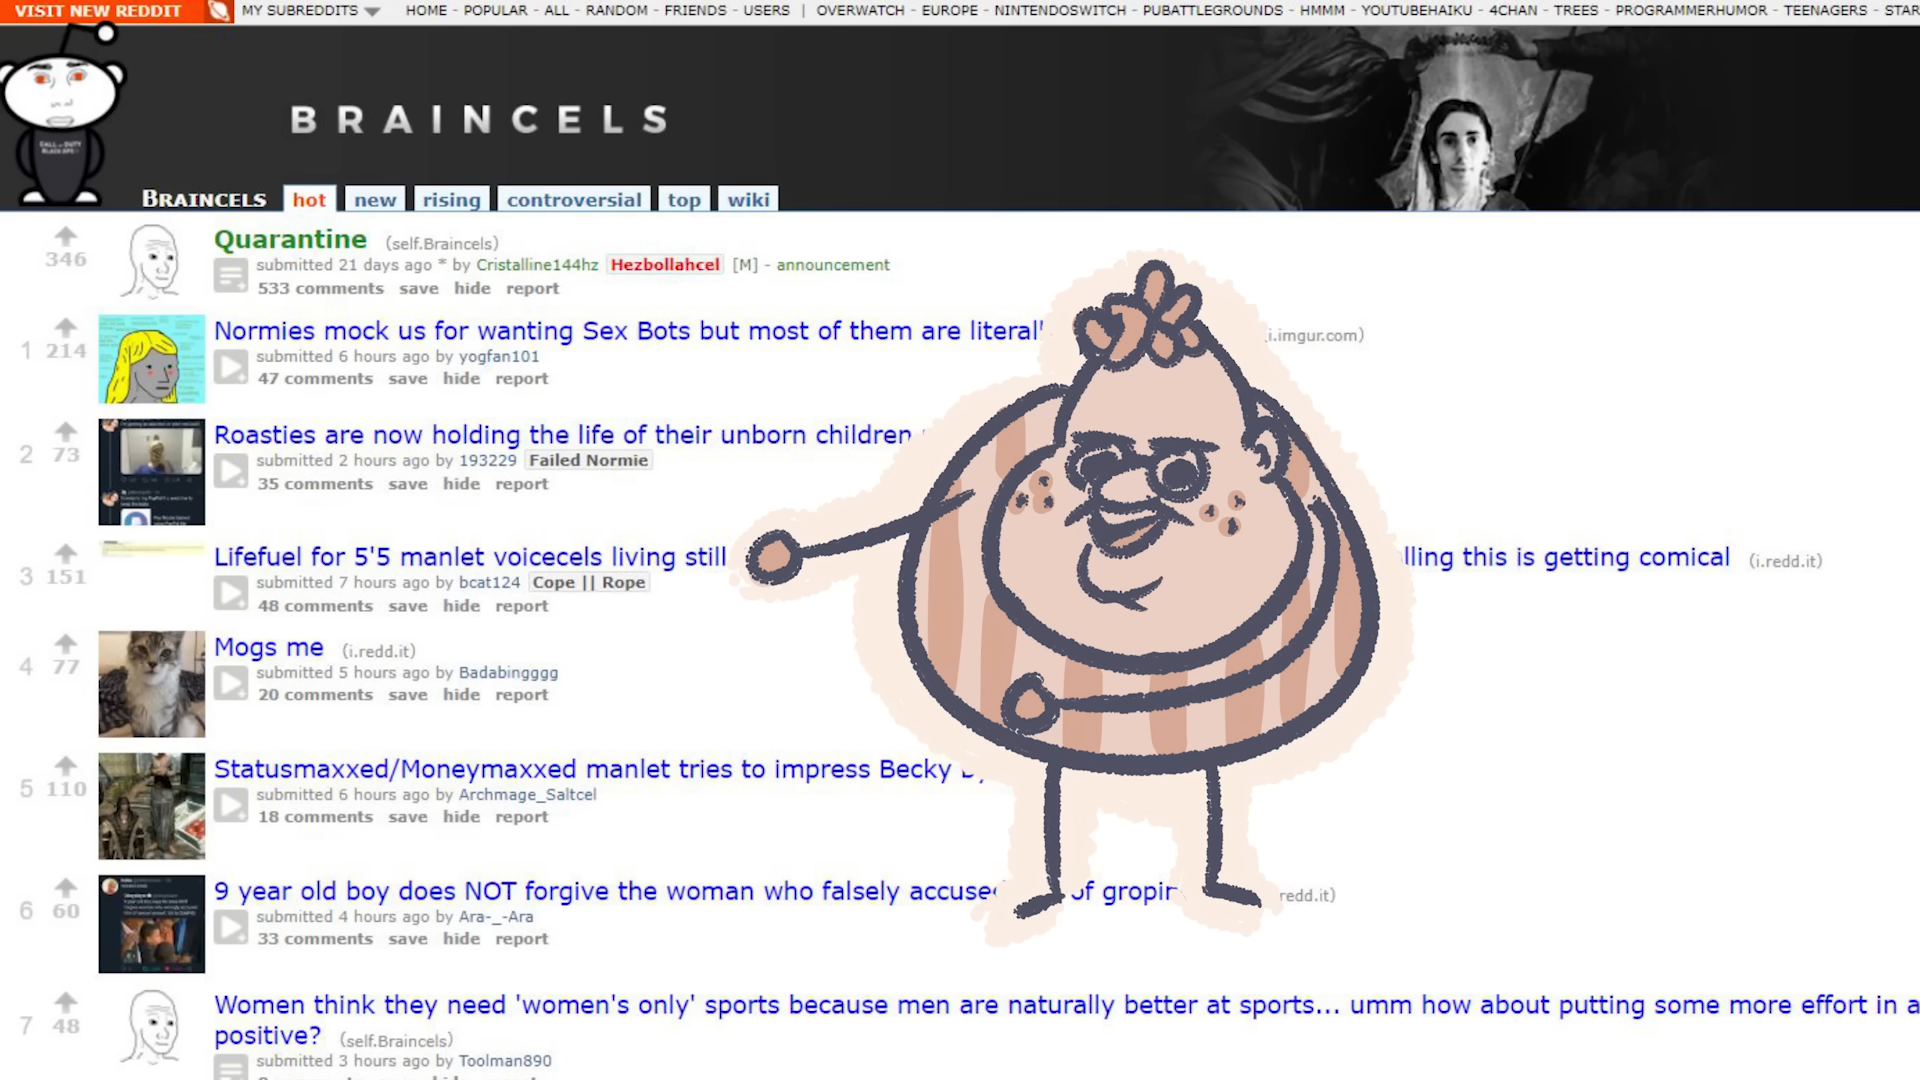 VISIT NEW REDDIT MY SUBREDDITS HOME - POPULAR - ALL - RANDOM - FRIENDS - USERS | OVERWATCH - EUROPE - NINTENDOSWITCH - PUBATTLEGROUNDS - HMMM - YOUTUBEHAIKU - 4CHAN - TREES - PROGRAMMERHUMOR - TEENAGERS - STAR
BRAINCELS
CALL OF DUTY
BLACK OPS
BRAINCELS hot new rising controversial top wiki
Quarantine (self.Braincels)
346
submitted 21 days ago * by Cristalline144hz Hezbollahcel [M] - announcement
533 comments save hide report
Normies mock us for wanting Sex Bots but most of them are literal (i.imgur.com)
1 214
submitted 6 hours ago by yogfan101
47 comments save hide report
Roasties are now holding the life of their unborn children
2 73
submitted 2 hours ago by 193229 Failed Normie
35 comments save hide report
Lifefuel for 5'5 manlet voicecels living still lling this is getting comical (i.redd.it)
3 151
submitted 7 hours ago by bcat124 Cope || Rope
48 comments save hide report
Mogs me (i.redd.it)
4 77
submitted 5 hours ago by Badabingggg
20 comments save hide report
Statusmaxxed/Moneymaxxed manlet tries to impress Becky
5 110
submitted 6 hours ago by Archmage_Saltcel
18 comments save hide report
9 year old boy does NOT forgive the woman who falsely accused of gropin redd.it)
6 60
submitted 4 hours ago by Ara-_-Ara
33 comments save hide report
Women think they need 'women's only' sports because men are naturally better at sports... umm how about putting some more effort in a
7 48
positive? (self.Braincels)
submitted 3 hours ago by Toolman890